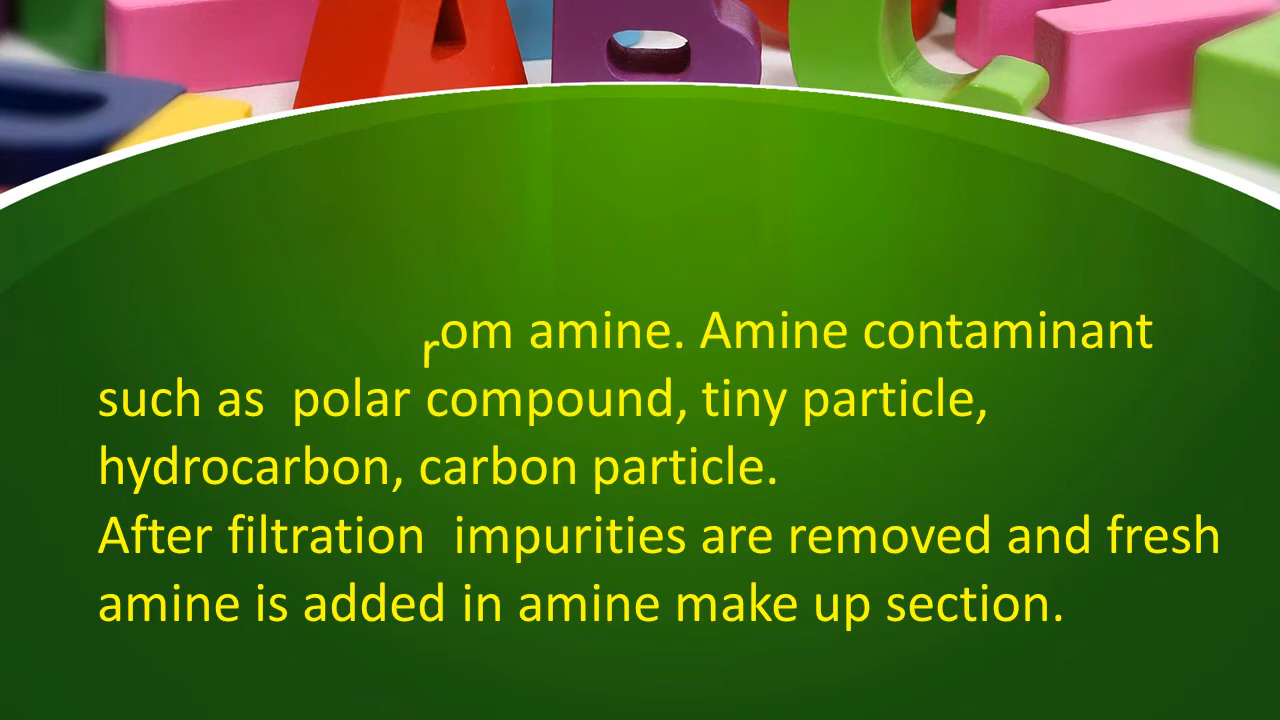 rom amine. Amine contaminant
such as polar compound, tiny particle,
hydrocarbon, carbon particle.
After filtration impurities are removed and fresh
amine is added in amine make up section.